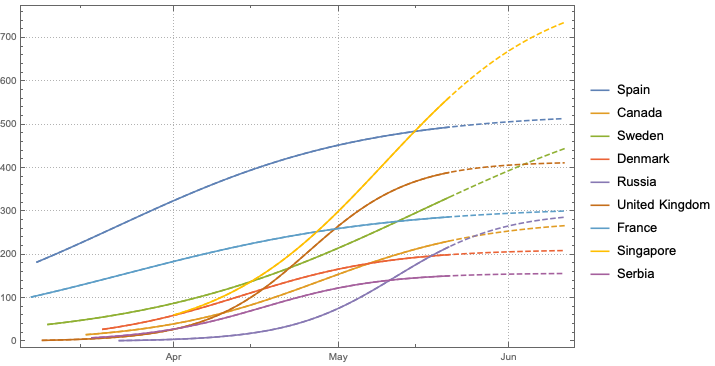 700
600
500
400
300
200
100
0
Apr May Jun
Spain
Canada
Sweden
Denmark
Russia
United Kingdom
France
Singapore
Serbia